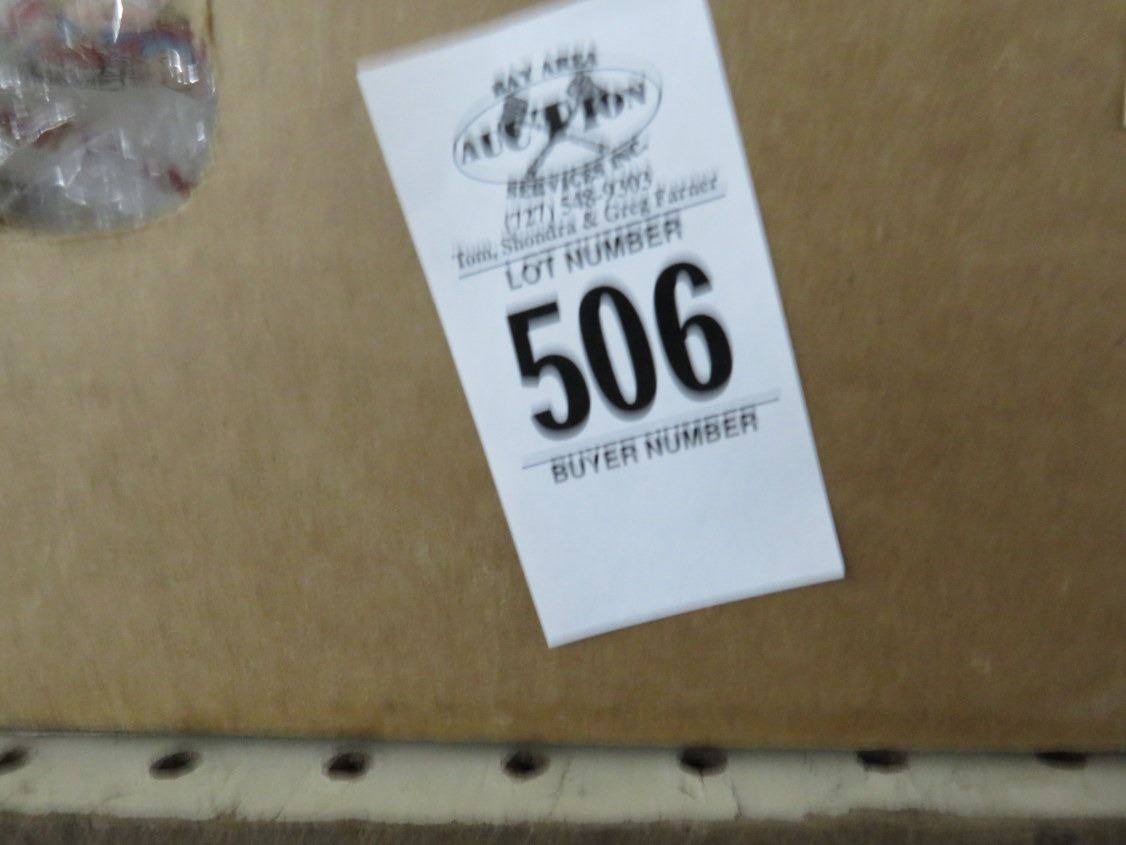 BAY AREA
AUCTION
SERVICES INC.
(727) 548-9303
Tom, Shondra & Greg Farner
LOT NUMBER
506
BUYER NUMBER